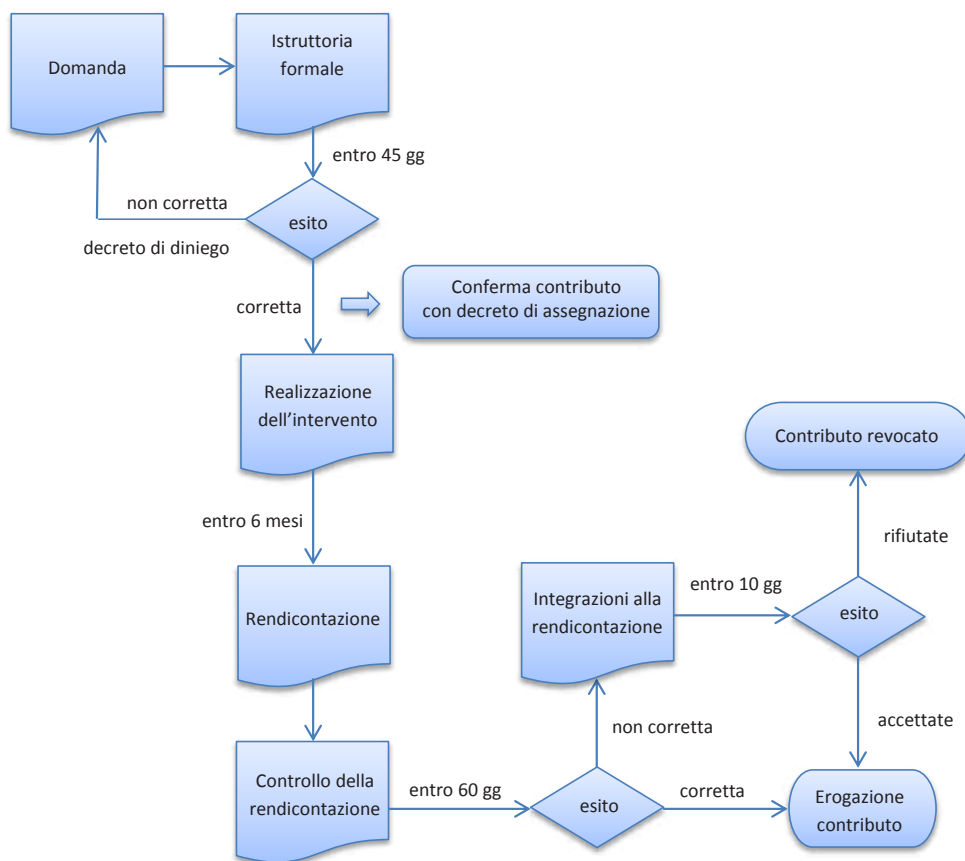 Domanda
Istruttoria
formale
entro 45 gg
non corretta
esito
decreto di diniego
corretta
Conferma contributo
con decreto di assegnazione
Realizzazione
dell’intervento
entro 6 mesi
Rendicontazione
Controllo della
rendicontazione
entro 60 gg
esito
non corretta
corretta
Integrazioni alla
rendicontazione
entro 10 gg
esito
rifiutate
Contributo revocato
accettate
Erogazione
contributo